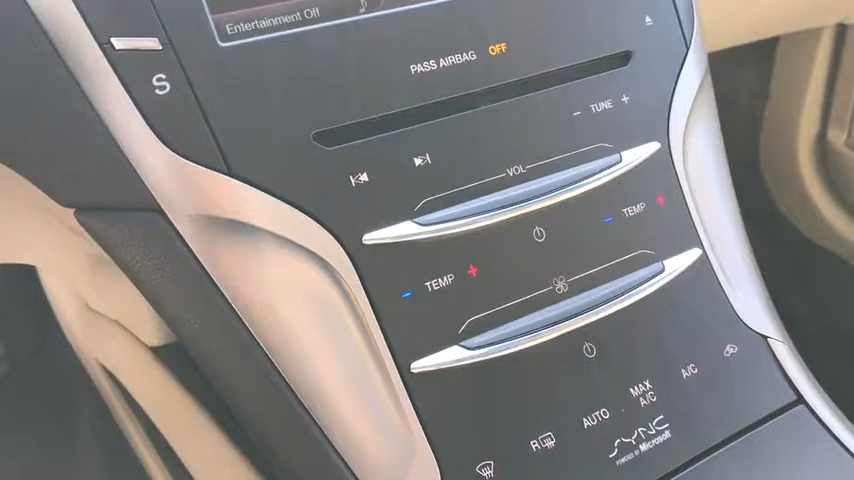 Entertainment Off
S
PASS AIRBAG OFF
− TUNE +
VOL
TEMP
TEMP
R
AUTO
MAX
A/C
A/C
SYNC
POWERED BY Microsoft